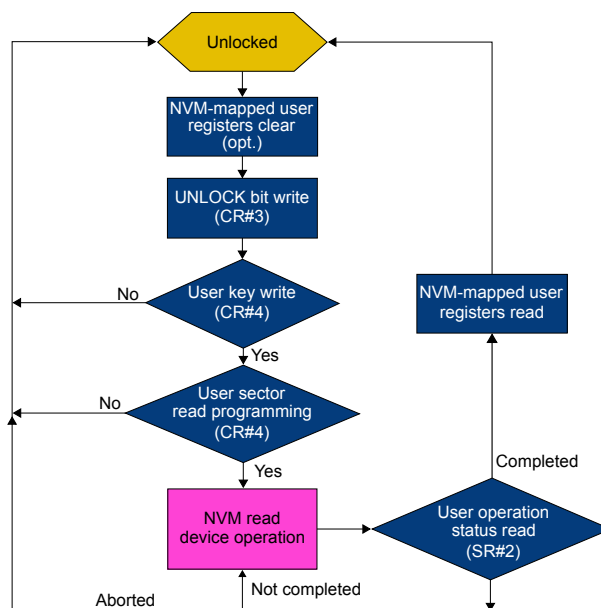 Unlocked
NVM-mapped user
registers clear
(opt.)
UNLOCK bit write
(CR#3)
No
User key write
(CR#4)
NVM-mapped user
registers read
Yes
No
User sector
read programming
(CR#4)
Yes
Completed
NVM read
device operation
User operation
status read
(SR#2)
Not completed
Aborted